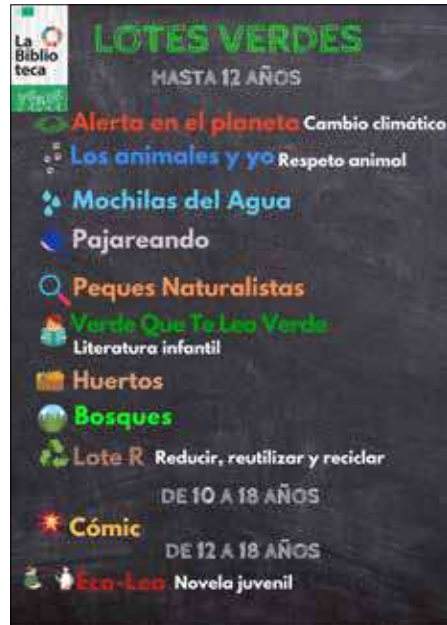 La
Biblio
teca
LOTES VERDES
HASTA 12 AÑOS
Alerta en el planeta Cambio climático
Los animales y yo Respeto animal
Mochilas del Agua
Pajareando
Peques Naturalistas
Verde Que Te Leo Verde
Literatura infantil
Huertos
Bosques
Lote R Reducir, reutilizar y reciclar
DE 10 A 18 AÑOS
Cómic
DE 12 A 18 AÑOS
Eco-Lea Novela juvenil